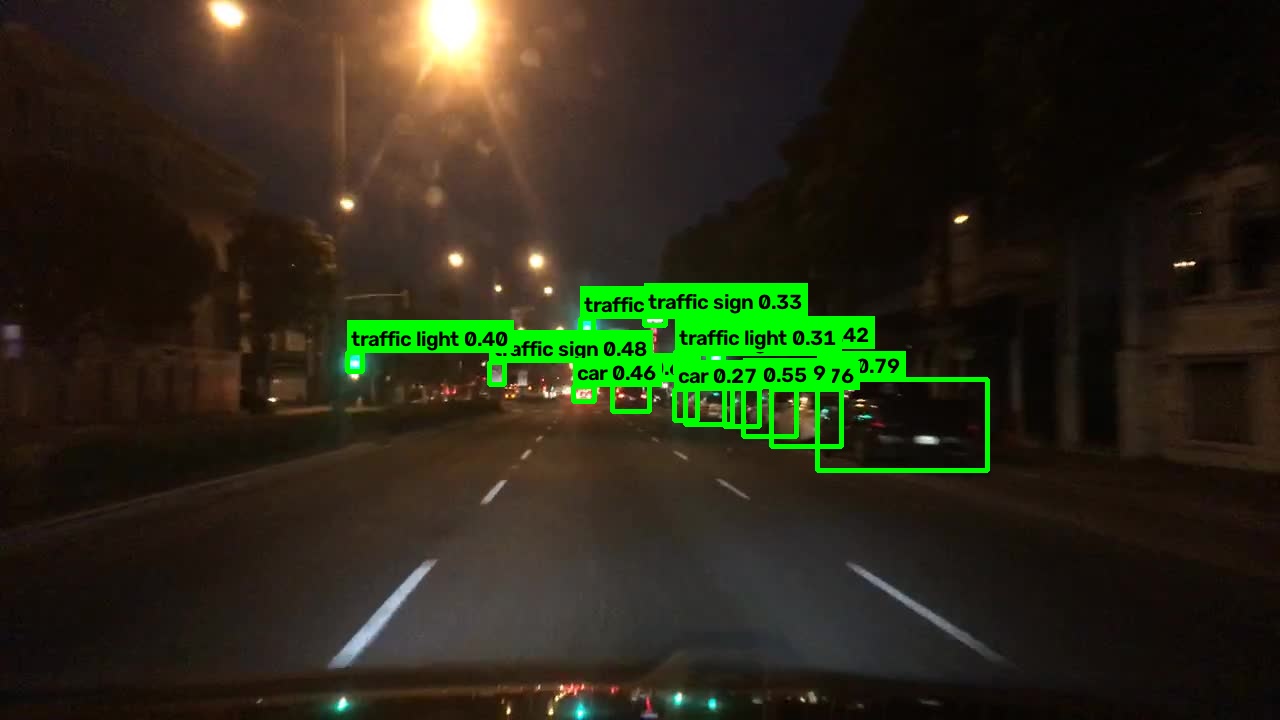 traffic
traffic sign 0.33
traffic light 0.40
traffic light 0.31
42
traffic sign 0.48
car 0.46
0.79
car 0.27
0.55
9
76